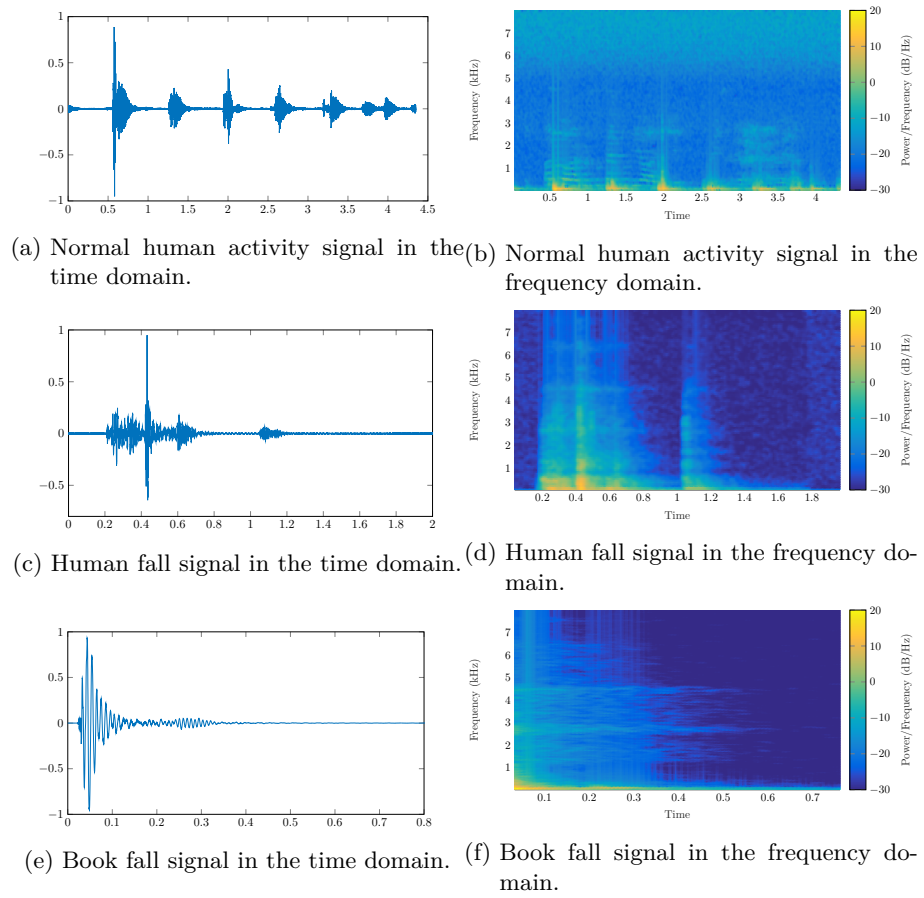 1
0.5
0
−0.5
−1
0 0.5 1 1.5 2 2.5 3 3.5 4 4.5
(a) Normal human activity signal in the
time domain.
Frequency (kHz)
7
6
5
4
3
2
1
0.5 1 1.5 2 2.5 3 3.5 4
Time
20
10
0
−10
−20
−30
Power/Frequency (dB/Hz)
(b) Normal human activity signal in the
frequency domain.
1
0.5
0
−0.5
0 0.2 0.4 0.6 0.8 1 1.2 1.4 1.6 1.8 2
(c) Human fall signal in the time domain.
Frequency (kHz)
7
6
5
4
3
2
1
0.2 0.4 0.6 0.8 1 1.2 1.4 1.6 1.8
Time
20
10
0
−10
−20
−30
Power/Frequency (dB/Hz)
(d) Human fall signal in the frequency do-
main.
1
0.5
0
−0.5
−1
0 0.1 0.2 0.3 0.4 0.5 0.6 0.7 0.8
(e) Book fall signal in the time domain.
Frequency (kHz)
7
6
5
4
3
2
1
0.1 0.2 0.3 0.4 0.5 0.6 0.7
Time
20
10
0
−10
−20
−30
Power/Frequency (dB/Hz)
(f) Book fall signal in the frequency do-
main.